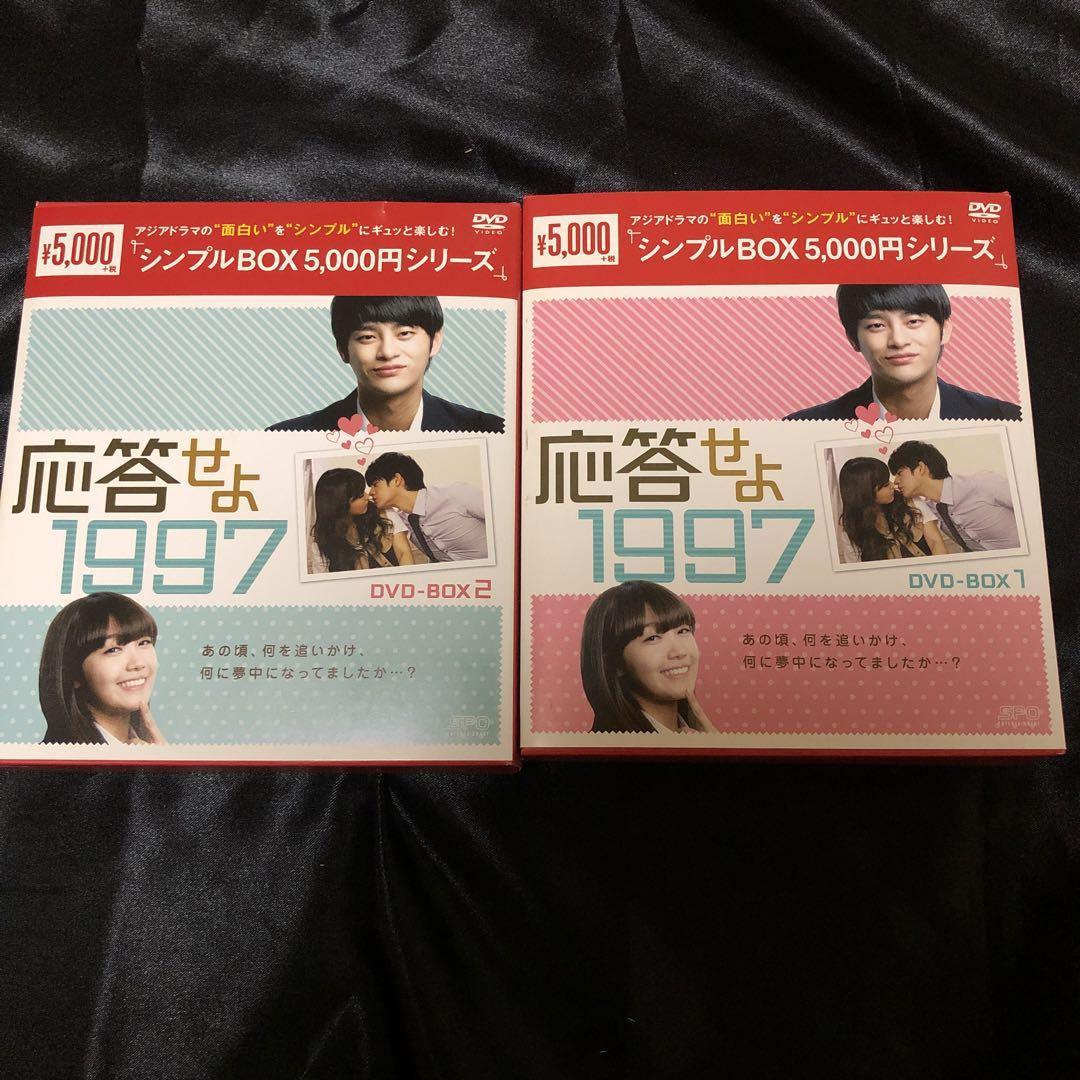 ¥5,000
+税
アジアドラマの"面白い"を"シンプル"にギュッと楽しむ!
『シンプルBOX 5,000円シリーズ』
DVD
VIDEO
応答せよ
1997
DVD-BOX2
あの頃、何を追いかけ、
何に夢中になってましたか…?
SPO
ENTERTAINMENT
¥5,000
+税
アジアドラマの"面白い"を"シンプル"にギュッと楽しむ!
『シンプルBOX 5,000円シリーズ』
DVD
VIDEO
応答せよ
1997
DVD-BOX1
あの頃、何を追いかけ、
何に夢中になってましたか…?
SPO
ENTERTAINMENT